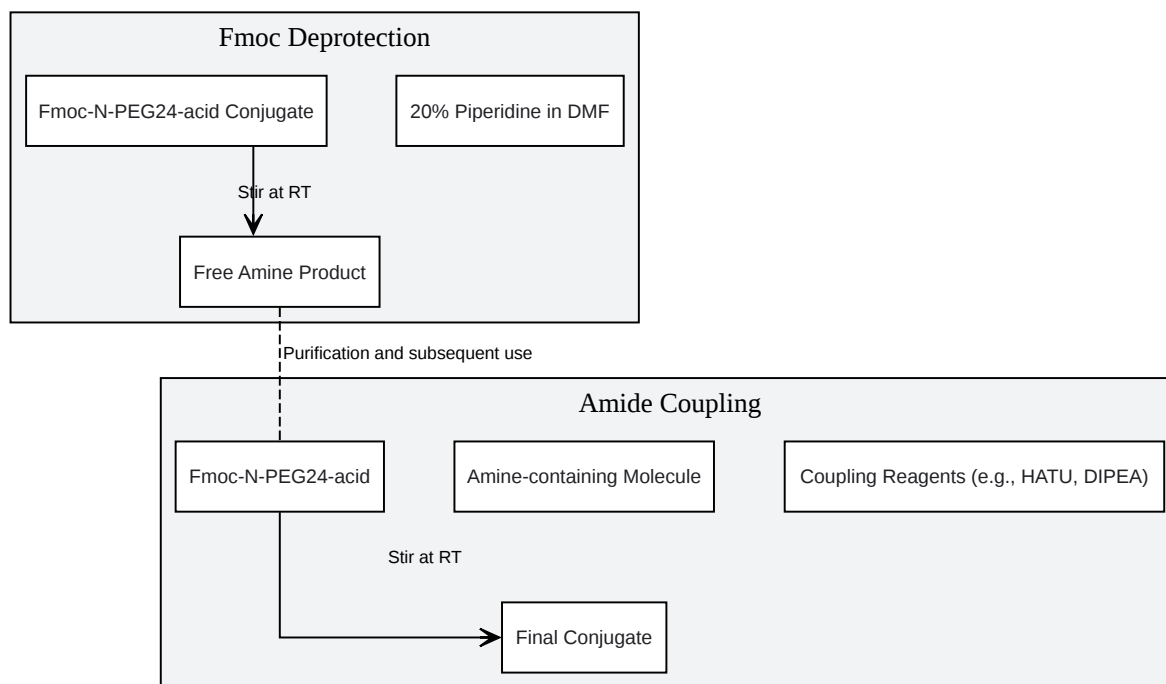 Fmoc Deprotection
Fmoc-N-PEG24-acid Conjugate
20% Piperidine in DMF
Stir at RT
Free Amine Product
Purification and subsequent use
Amide Coupling
Fmoc-N-PEG24-acid
Amine-containing Molecule
Coupling Reagents (e.g., HATU, DIPEA)
Stir at RT
Final Conjugate